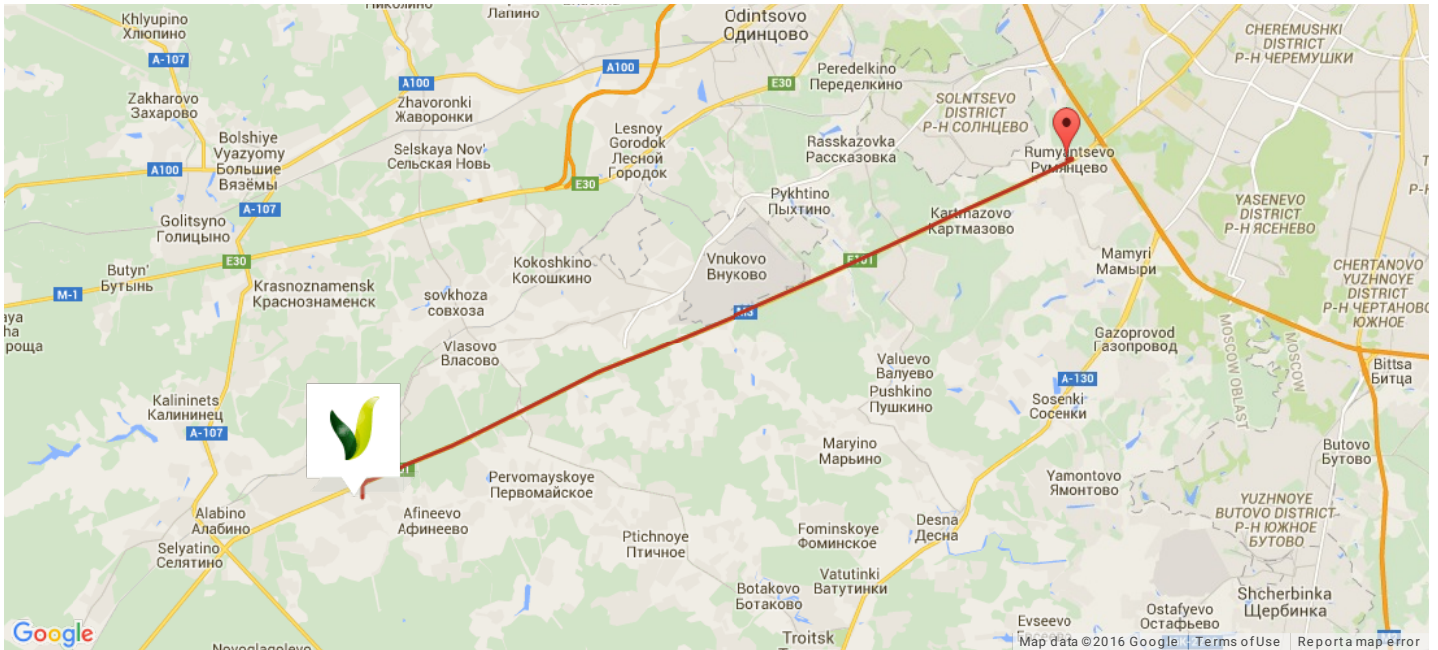 Лапино
Odintsovo
Одинцово
Khlyupino
Хлюпино
A-107
A100
A100
E30
Peredelkino
Переделкино
CHEREMUSHKI
DISTRICT
Р-Н ЧЕРЕМУШКИ
Zakharovo
Захарово
Zhavoronki
Жаворонки
SOLNTSEVO
DISTRICT
Р-Н СОЛНЦЕВО
Bolshiye
Vyazyomy
Большие
Вязёмы
Selskaya Nov'
Сельская Новь
Lesnoy
Gorodok
Лесной
Городок
Rasskazovka
Рассказовка
Rumyantsevo
Румянцево
A100
E30
A-107
Pykhtino
Пыхтино
YASENEVO
DISTRICT
Р-Н ЯСЕНЕВО
Golitsyno
Голицыно
Kartmazovo
Картмазово
E30
Butyn'
Бутынь
Krasnoznamensk
Краснознаменск
Kokoshkino
Кокошкино
Vnukovo
Внуково
E101
Mamyri
Мамыри
CHERTANOVO
YUZHNOYE
DISTRICT
Р-Н ЧЕРТАНОВО
ЮЖНОЕ
M-1
sovkhoza
совхоза
ha
роща
Vlasovo
Власово
Valuevo
Валуево
Gazoprovod
Газопровод
MOSCOW OBLAST
MOSCOW
Bittsa
Битца
A-130
Pushkino
Пушкино
Sosenki
Сосенки
Kalininets
Калининец
A-107
Maryino
Марьино
Butovo
Бутово
Pervomayskoye
Первомайское
Yamontovo
Ямонтово
Alabino
Алабино
Afineevo
Афинеево
YUZHNOYE
BUTOVO DISTRICT
Р-Н ЮЖНОЕ
БУТОВО
Selyatino
Селятино
Ptichnoye
Птичное
Fominskoye
Фоминское
Desna
Десна
Botakovo
Ботаково
Vatutinki
Ватутинки
Shcherbinka
Щербинка
Evseevo
Ostafyevo
Остафьево
Troitsk
Google
Map data ©2016 Google
Terms of Use
Report a map error